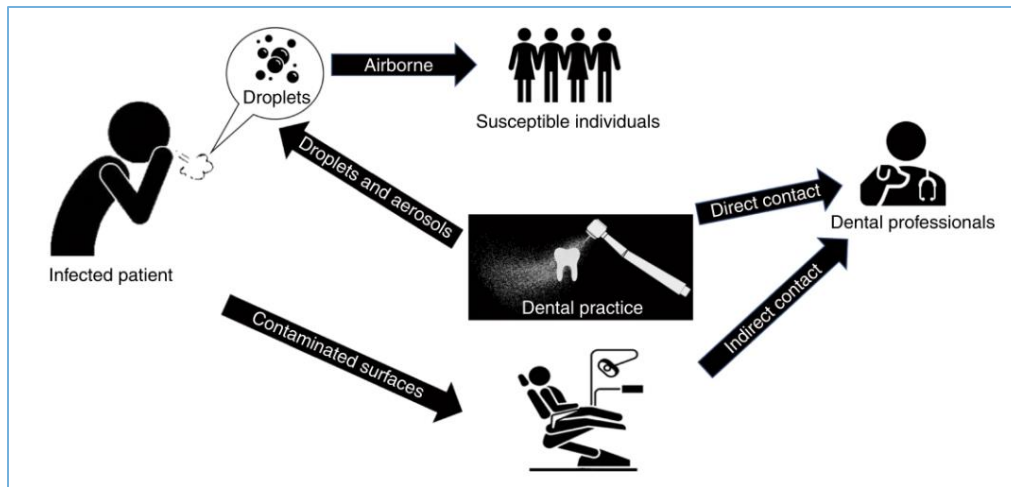 Droplets
Airborne
Susceptible individuals
Infected patient
Droplets and aerosols
Dental practice
Direct contact
Dental professionals
Contaminated surfaces
Indirect contact